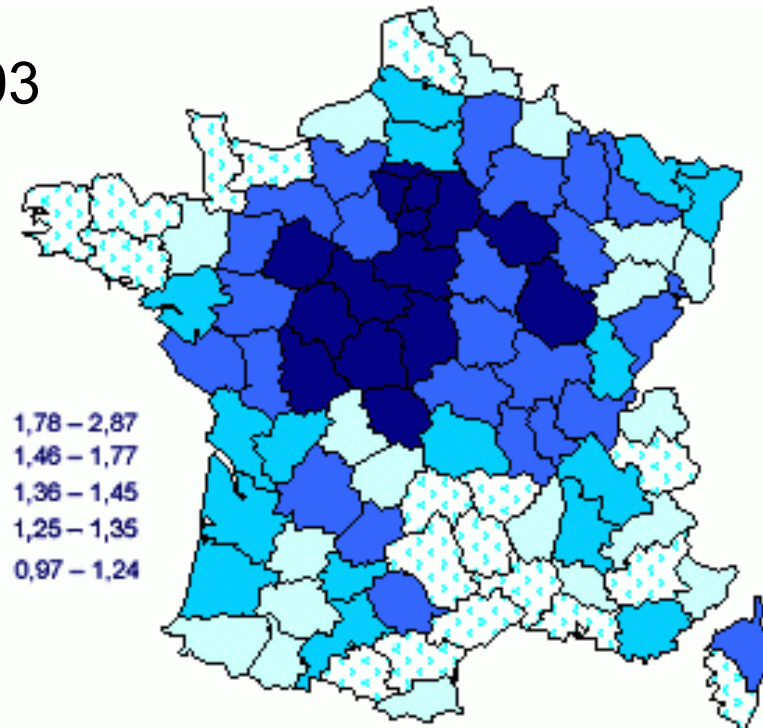 03
1,78 – 2,87
1,46 – 1,77
1,36 – 1,45
1,25 – 1,35
0,97 – 1,24